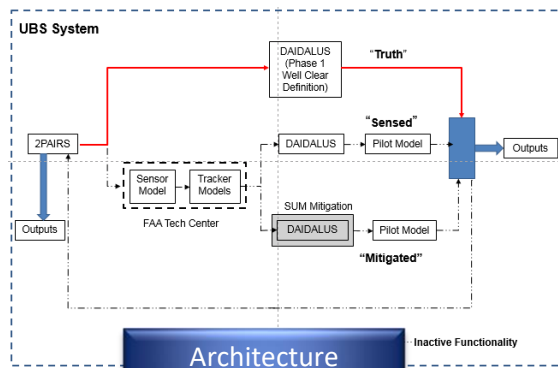 UBS System
DAIDALUS
(Phase 1
Well Clear
Definition)
“Truth”
“Sensed”
2PAIRS
DAIDALUS
Pilot Model
Outputs
Sensor
Model
Tracker
Models
SUM Mitigation
FAA Tech Center
Outputs
DAIDALUS
Pilot Model
“Mitigated”
Inactive Functionality
Architecture